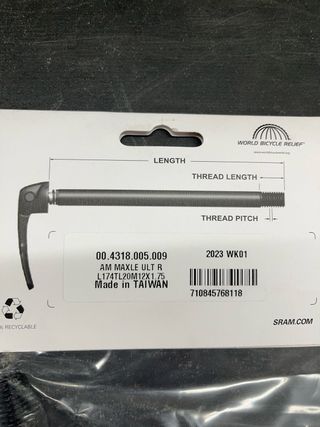 WORLD BICYCLE RELIEF
LENGTH
THREAD LENGTH
THREAD PITCH
00.4318.005.009
2023 WK01
AM MAXLE ULT R
L174TL20M12X1.75
Made in TAIWAN
710845768118
RECYCLABLE
SRAM.COM